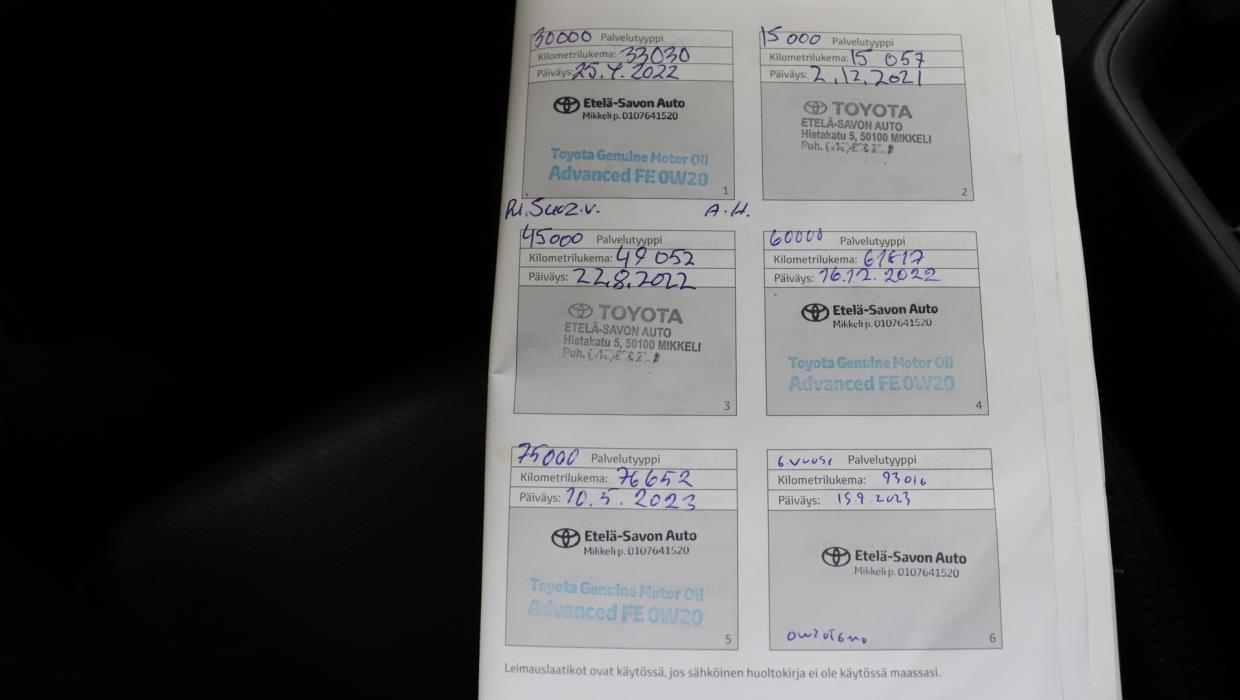 30000 Palvelutyyppi
Kilometrilukema: 33030
Päiväys: 25.4.2022
Etelä-Savon Auto
Mikkeli p. 0107641520
Toyota Genuine Motor Oil
Advanced FE 0W20
1
15000 Palvelutyyppi
Kilometrilukema: 15 057
Päiväys: 2.12.2021
TOYOTA
ETELÄ-SAVON AUTO
Hietakatu 5, 50100 MIKKELI
Puh.
2
A.H.
45000 Palvelutyyppi
Kilometrilukema: 49 052
Päiväys: 22.8.2022
TOYOTA
ETELÄ-SAVON AUTO
Hietakatu 5, 50100 MIKKELI
Puh.
3
60000 Palvelutyyppi
Kilometrilukema: 61817
Päiväys: 16.12.2022
Etelä-Savon Auto
Mikkeli p. 0107641520
Toyota Genuine Motor Oil
Advanced FE 0W20
4
75000 Palvelutyyppi
Kilometrilukema: 76652
Päiväys: 10.5.2023
Etelä-Savon Auto
Mikkeli p. 0107641520
Toyota Genuine Motor Oil
Advanced FE 0W20
5
6.vuosi Palvelutyyppi
Kilometrilukema: 93016
Päiväys: 15.9.2023
Etelä-Savon Auto
Mikkeli p. 0107641520
6
Leimauslaatikot ovat käytössä, jos sähköinen huoltokirja ei ole käytössä maassasi.